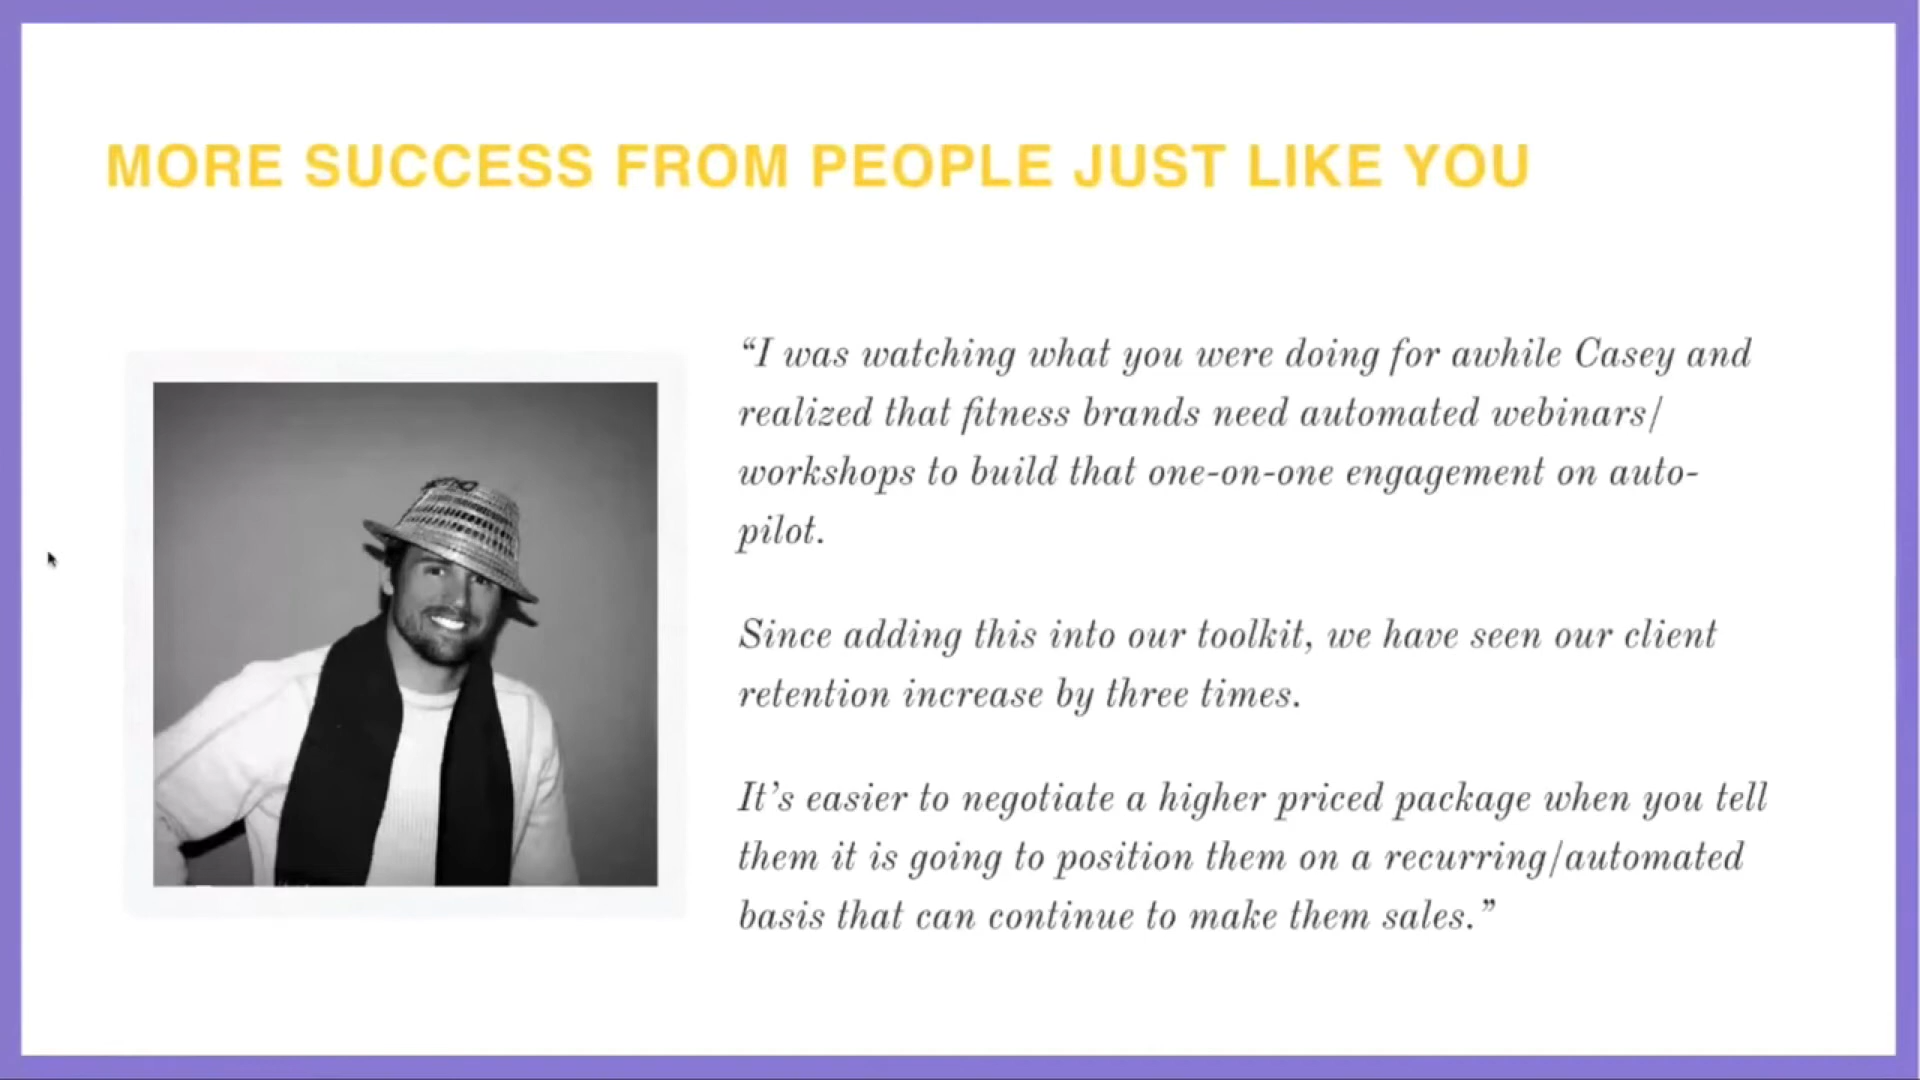 MORE SUCCESS FROM PEOPLE JUST LIKE YOU
“I was watching what you were doing for awhile Casey and
realized that fitness brands need automated webinars/
workshops to build that one-on-one engagement on auto-
pilot.
Since adding this into our toolkit, we have seen our client
retention increase by three times.
It’s easier to negotiate a higher priced package when you tell
them it is going to position them on a recurring/automated
basis that can continue to make them sales.”